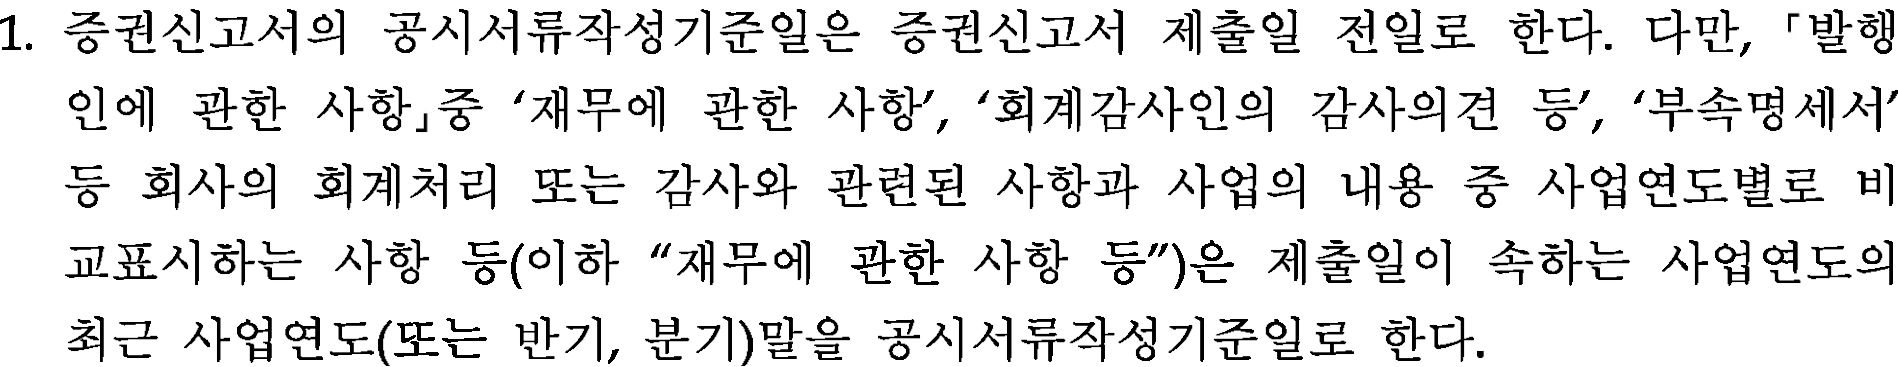 1. 증권신고서의 공시서류작성기준일은 증권신고서 제출일 전일로 한다. 다만, ｢발행
인에 관한 사항｣중 ‘재무에 관한 사항’, ‘회계감사인의 감사의견 등’, ‘부속명세서’
등 회사의 회계처리 또는 감사와 관련된 사항과 사업의 내용 중 사업연도별로 비
교표시하는 사항 등(이하 “재무에 관한 사항 등”)은 제출일이 속하는 사업연도의
최근 사업연도(또는 반기, 분기)말을 공시서류작성기준일로 한다.